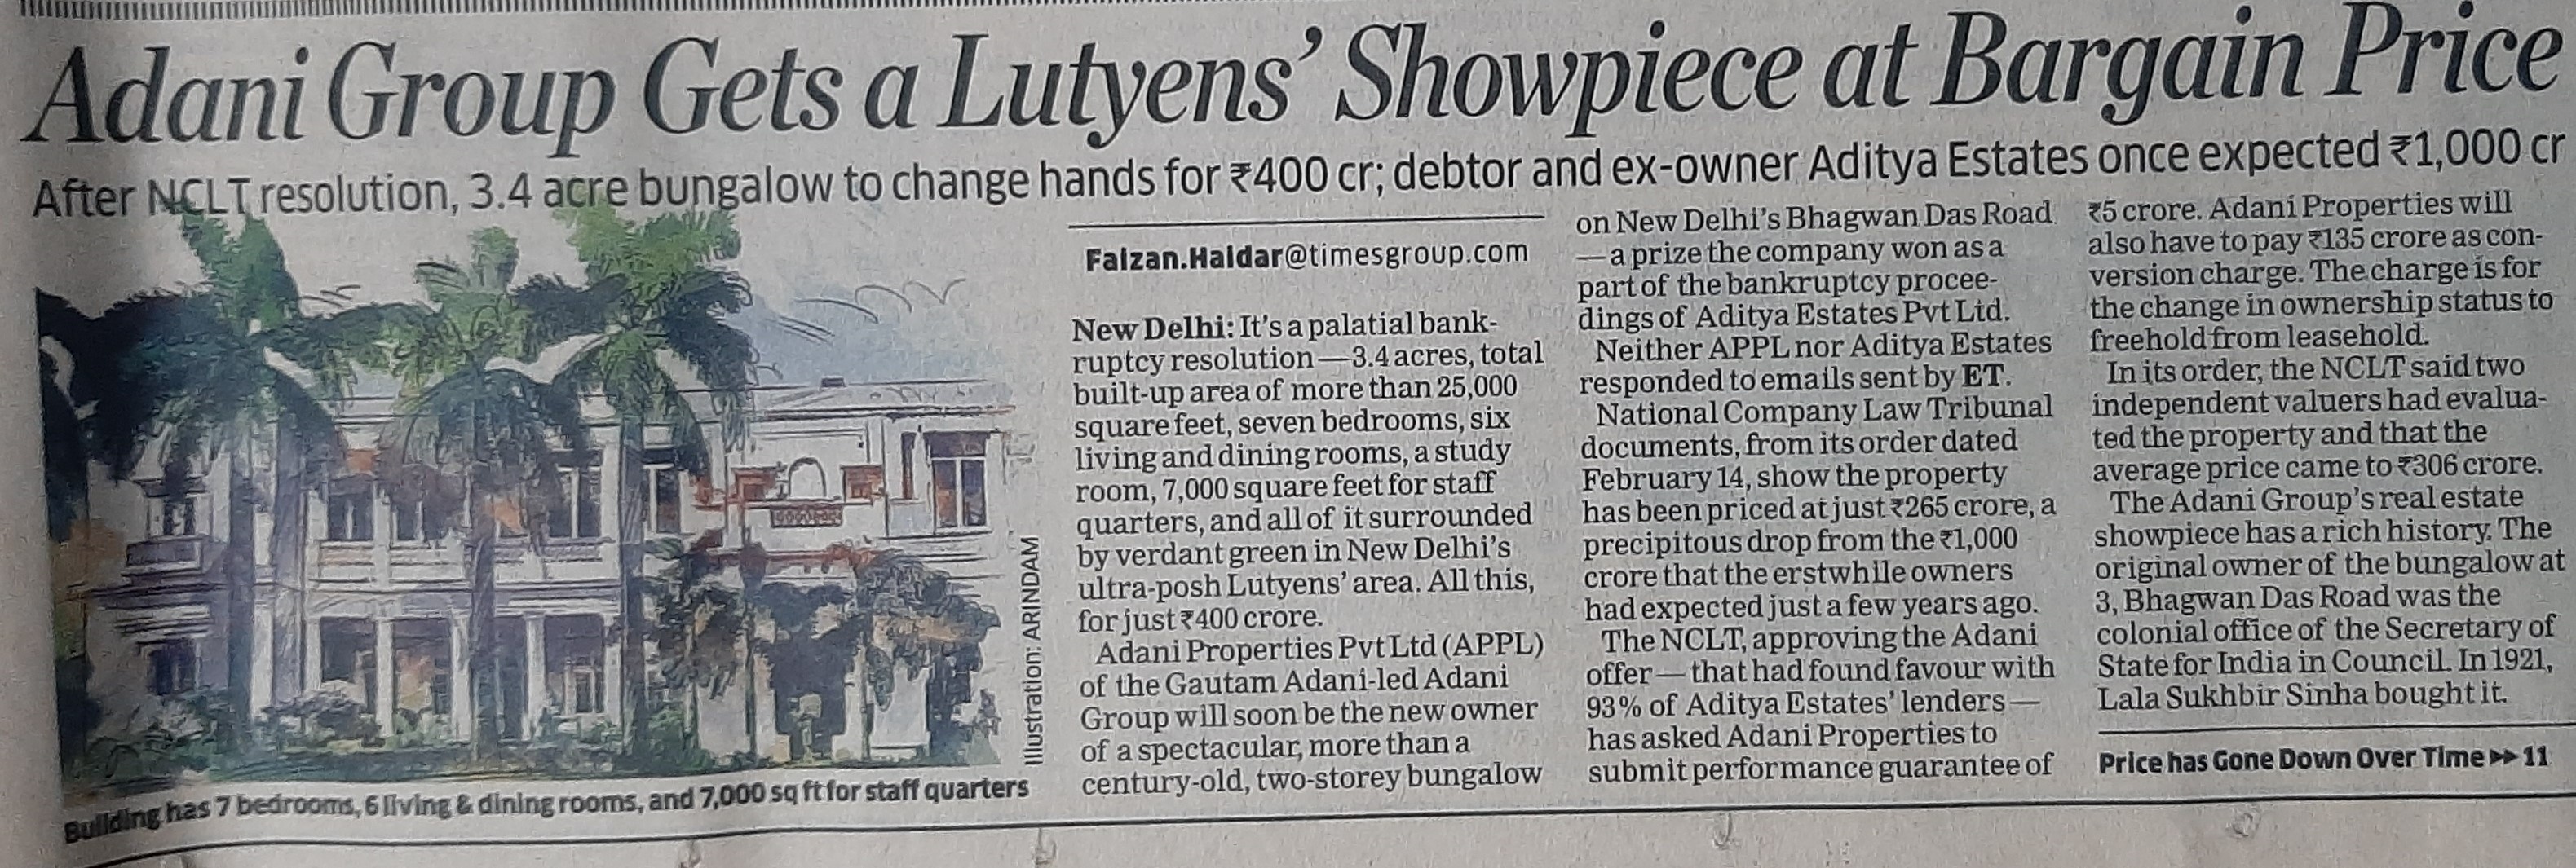 Adani Group Gets a Lutyens' Showpiece at Bargain Price
After NCLT resolution, 3.4 acre bungalow to change hands for ₹400 cr; debtor and ex-owner Aditya Estates once expected ₹1,000 cr
Illustration: ARINDAM
Building has 7 bedrooms, 6 living & dining rooms, and 7,000 sq ft for staff quarters
Faizan.Haidar@timesgroup.com
New Delhi: It's a palatial bank-
ruptcy resolution — 3.4 acres, total
built-up area of more than 25,000
square feet, seven bedrooms, six
living and dining rooms, a study
room, 7,000 square feet for staff
quarters, and all of it surrounded
by verdant green in New Delhi's
ultra-posh Lutyens' area. All this,
for just ₹400 crore.
Adani Properties Pvt Ltd (APPL)
of the Gautam Adani-led Adani
Group will soon be the new owner
of a spectacular, more than a
century-old, two-storey bungalow
on New Delhi's Bhagwan Das Road
— a prize the company won as a
part of the bankruptcy procee-
dings of Aditya Estates Pvt Ltd.
Neither APPL nor Aditya Estates
responded to emails sent by ET.
National Company Law Tribunal
documents, from its order dated
February 14, show the property
has been priced at just ₹265 crore, a
precipitous drop from the ₹1,000
crore that the erstwhile owners
had expected just a few years ago.
The NCLT, approving the Adani
offer — that had found favour with
93% of Aditya Estates' lenders —
has asked Adani Properties to
submit performance guarantee of
₹5 crore. Adani Properties will
also have to pay ₹135 crore as con-
version charge. The charge is for
the change in ownership status to
freehold from leasehold.
In its order, the NCLT said two
independent valuers had evalua-
ted the property and that the
average price came to ₹306 crore.
The Adani Group's real estate
showpiece has a rich history. The
original owner of the bungalow at
3, Bhagwan Das Road was the
colonial office of the Secretary of
State for India in Council. In 1921,
Lala Sukhbir Sinha bought it.
Price has Gone Down Over Time ▸▸ 11